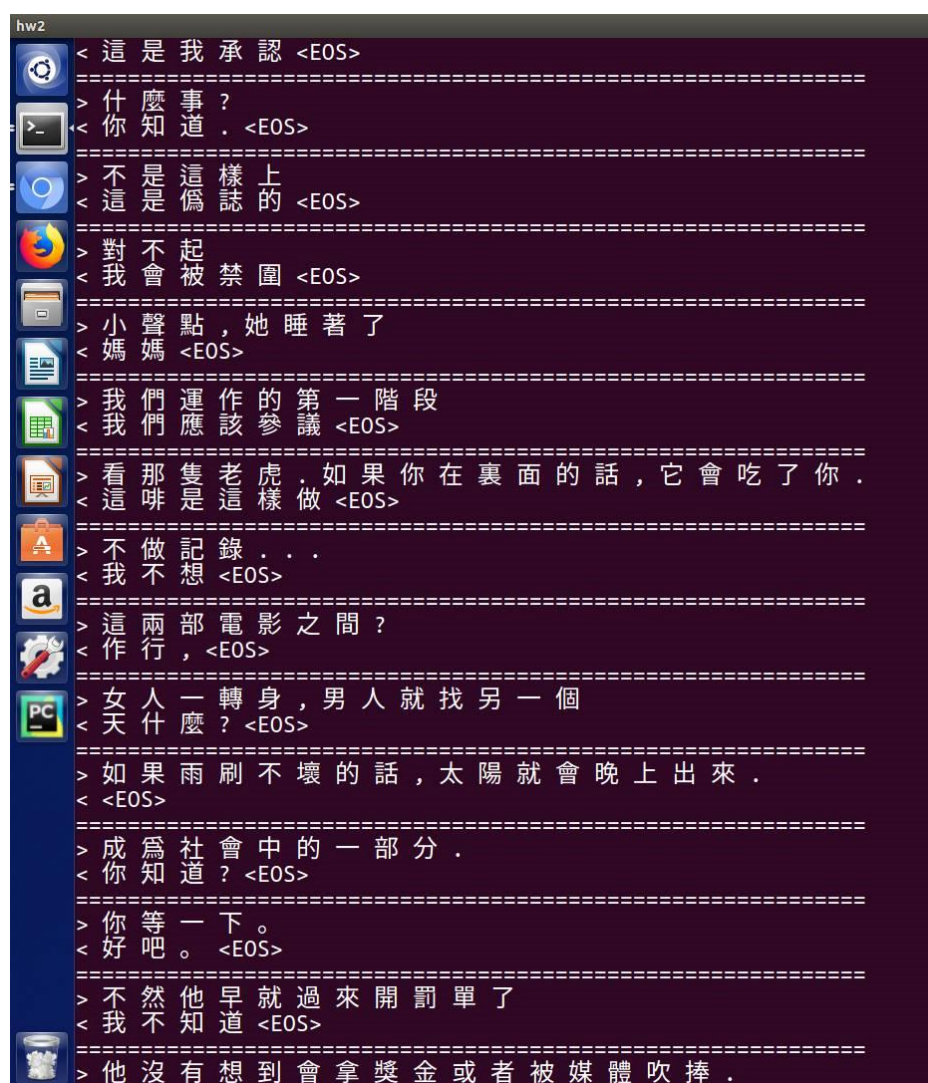 hw2
< 這 是 我 承 認 <EOS>
=============================================================
> 什 麼 事 ?
< 你 知 道 . <EOS>
=============================================================
> 不 是 這 樣 上
< 這 是 僞 誌 的 <EOS>
=============================================================
> 對 不 起
< 我 會 被 禁 圍 <EOS>
=============================================================
> 小 聲 點 , 她 睡 著 了
< 媽 媽 <EOS>
=============================================================
> 我 們 運 作 的 第 一 階 段
< 我 們 應 該 參 議 <EOS>
=============================================================
> 看 那 隻 老 虎 . 如 果 你 在 裏 面 的 話 , 它 會 吃 了 你 .
< 這 啡 是 這 樣 做 <EOS>
=============================================================
> 不 做 記 錄 . . .
< 我 不 想 <EOS>
=============================================================
> 這 兩 部 電 影 之 間 ?
< 作 行 , <EOS>
=============================================================
> 女 人 一 轉 身 , 男 人 就 找 另 一 個
< 天 什 麼 ? <EOS>
=============================================================
> 如 果 雨 刷 不 壞 的 話 , 太 陽 就 會 晚 上 出 來 .
< <EOS>
=============================================================
> 成 爲 社 會 中 的 一 部 分 .
< 你 知 道 ? <EOS>
=============================================================
> 你 等 一 下 。
< 好 吧 。 <EOS>
=============================================================
> 不 然 他 早 就 過 來 開 罰 單 了
< 我 不 知 道 <EOS>
=============================================================
> 他 沒 有 想 到 會 拿 獎 金 或 者 被 媒 體 吹 捧 .
>_
A
a
PC